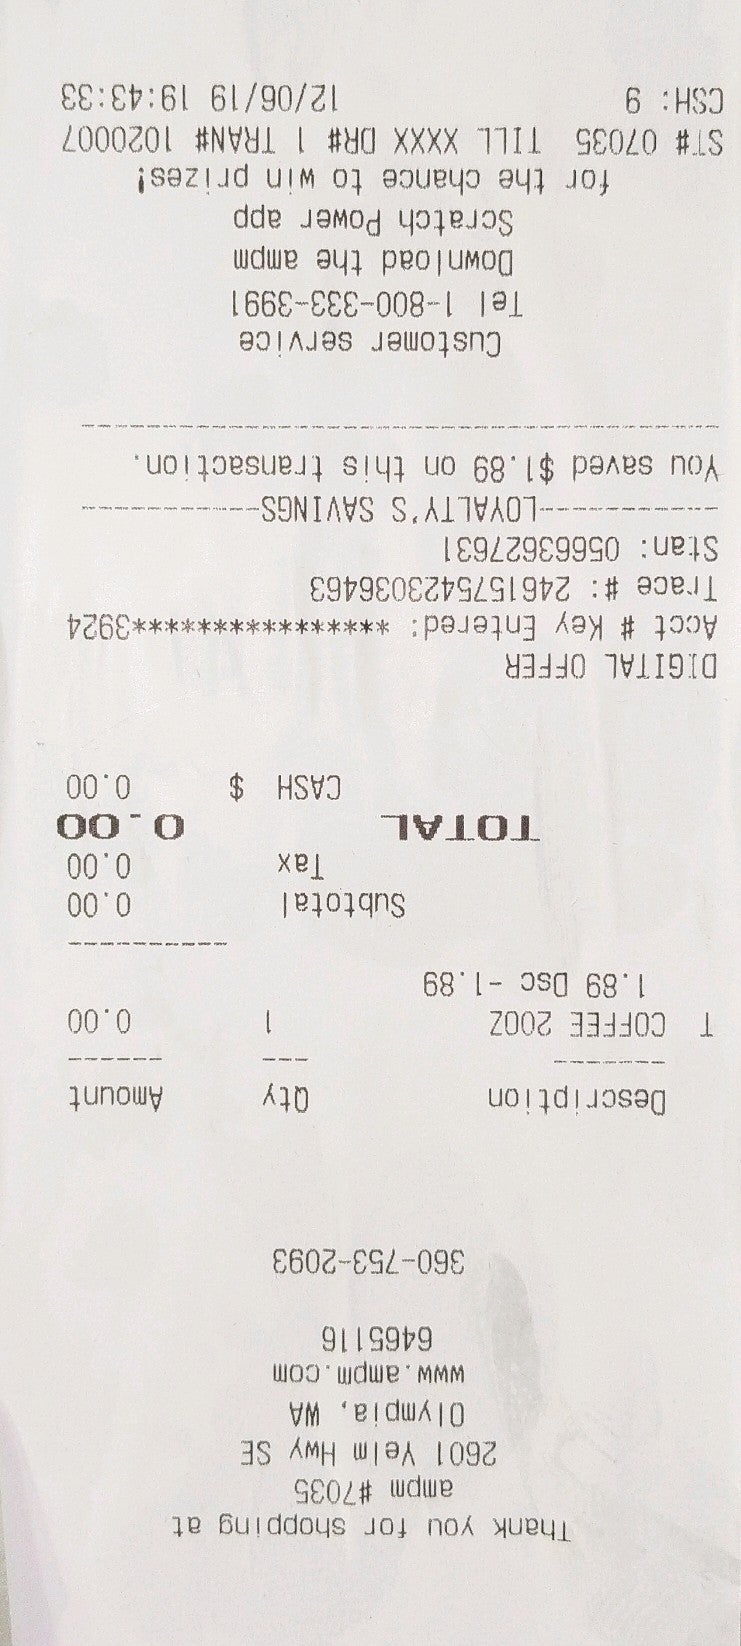 Thank you for shopping at
ampm #7035
2601 Yelm Hwy SE
Olympia, WA
www.ampm.com
6465116
360-753-2093
Description Qty Amount
------- --- ------
T COFFEE 20OZ 1 0.00
1.89 Dsc -1.89
----------
Subtotal 0.00
Tax 0.00
TOTAL 0.00
CASH $ 0.00
DIGITAL OFFER
Acct # Key Entered: ****************3924
Trace #: 24615754230364463
Stan: 05663627631
-----------LOYALTY'S SAVINGS-----------
You saved $1.89 on this transaction.
----------------------------------------
Customer service
Tel 1-800-333-3991
Download the ampm
Scratch Power app
for the chance to win prizes!
ST# 07035 TILL XXXX DR# 1 TRAN# 1020007
CSH: 9 12/06/19 19:43:33